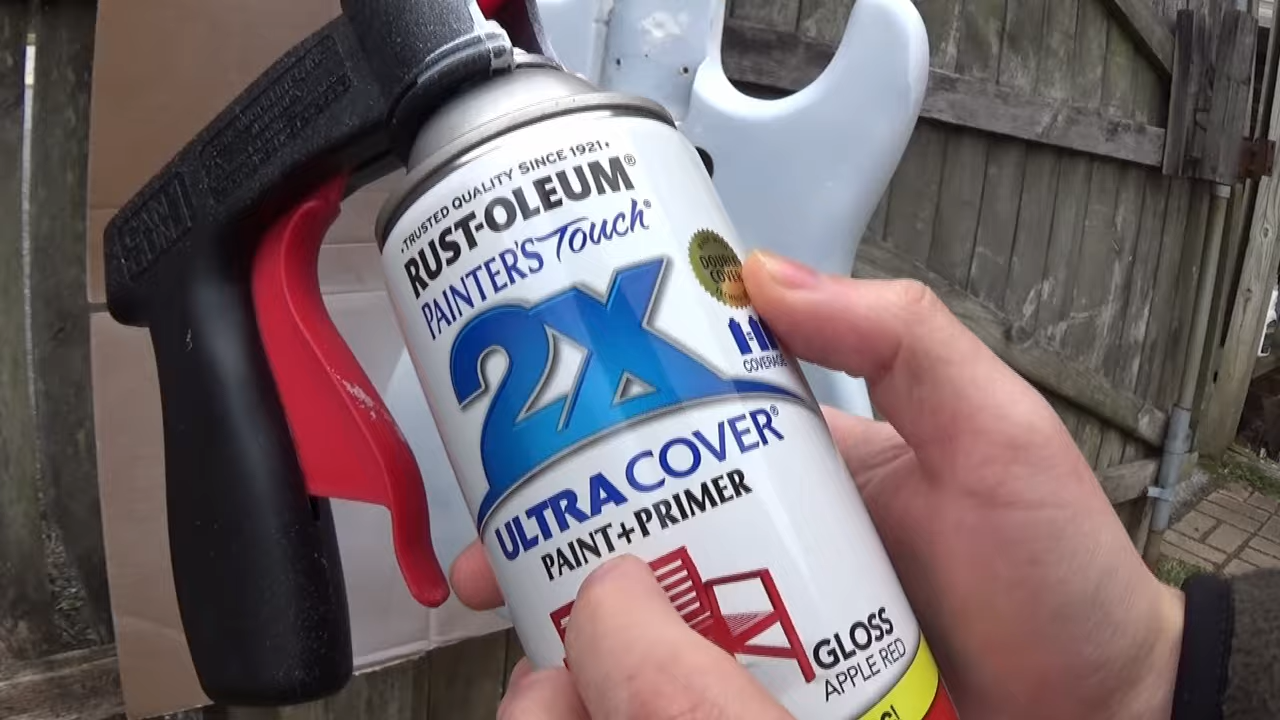 •TRUSTED QUALITY SINCE 1921•
RUST-OLEUM®
PAINTER'S Touch®
2X
ULTRA COVER®
PAINT+PRIMER
COVERAGE
GLOSS
APPLE RED